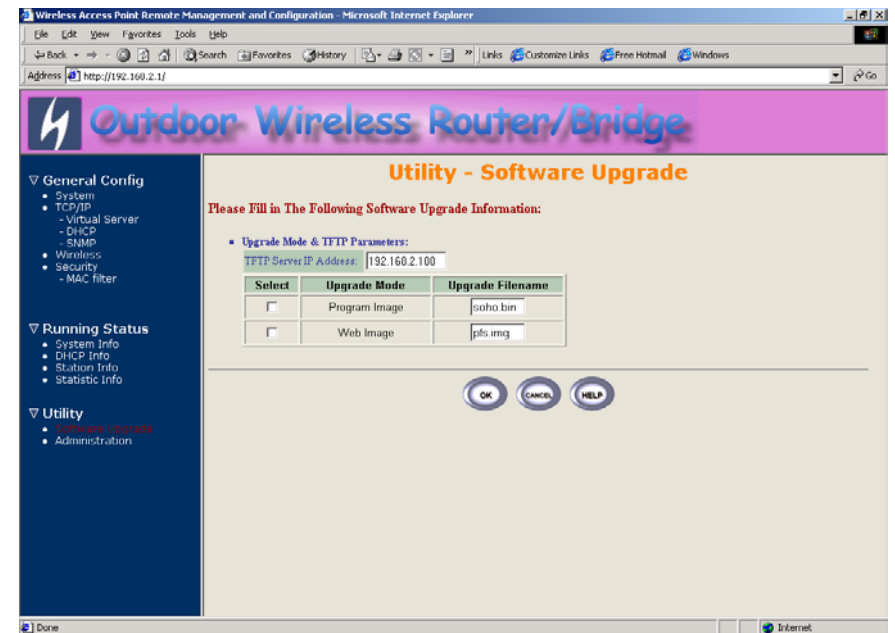 Wireless Access Point Remote Management and Configuration - Microsoft Internet Explorer
File Edit View Favorites Tools Help
Back Search Favorites History » Links Customize Links Free Hotmail Windows
Address http://192.168.2.1/ Go
Outdoor Wireless Router/Bridge
General Config
System
TCP/IP
- Virtual Server
- DHCP
- SNMP
Wireless
Security
- MAC filter
Running Status
System Info
DHCP Info
Station Info
Statistic Info
Utility
Software Upgrade
Administration
Utility - Software Upgrade
Please Fill in The Following Software Upgrade Information:
Upgrade Mode & TFTP Parameters:
TFTP Server IP Address: 192.168.2.100
Select Upgrade Mode Upgrade Filename
Program Image soho.bin
Web Image pfs.img
OK CANCEL HELP
Done Internet